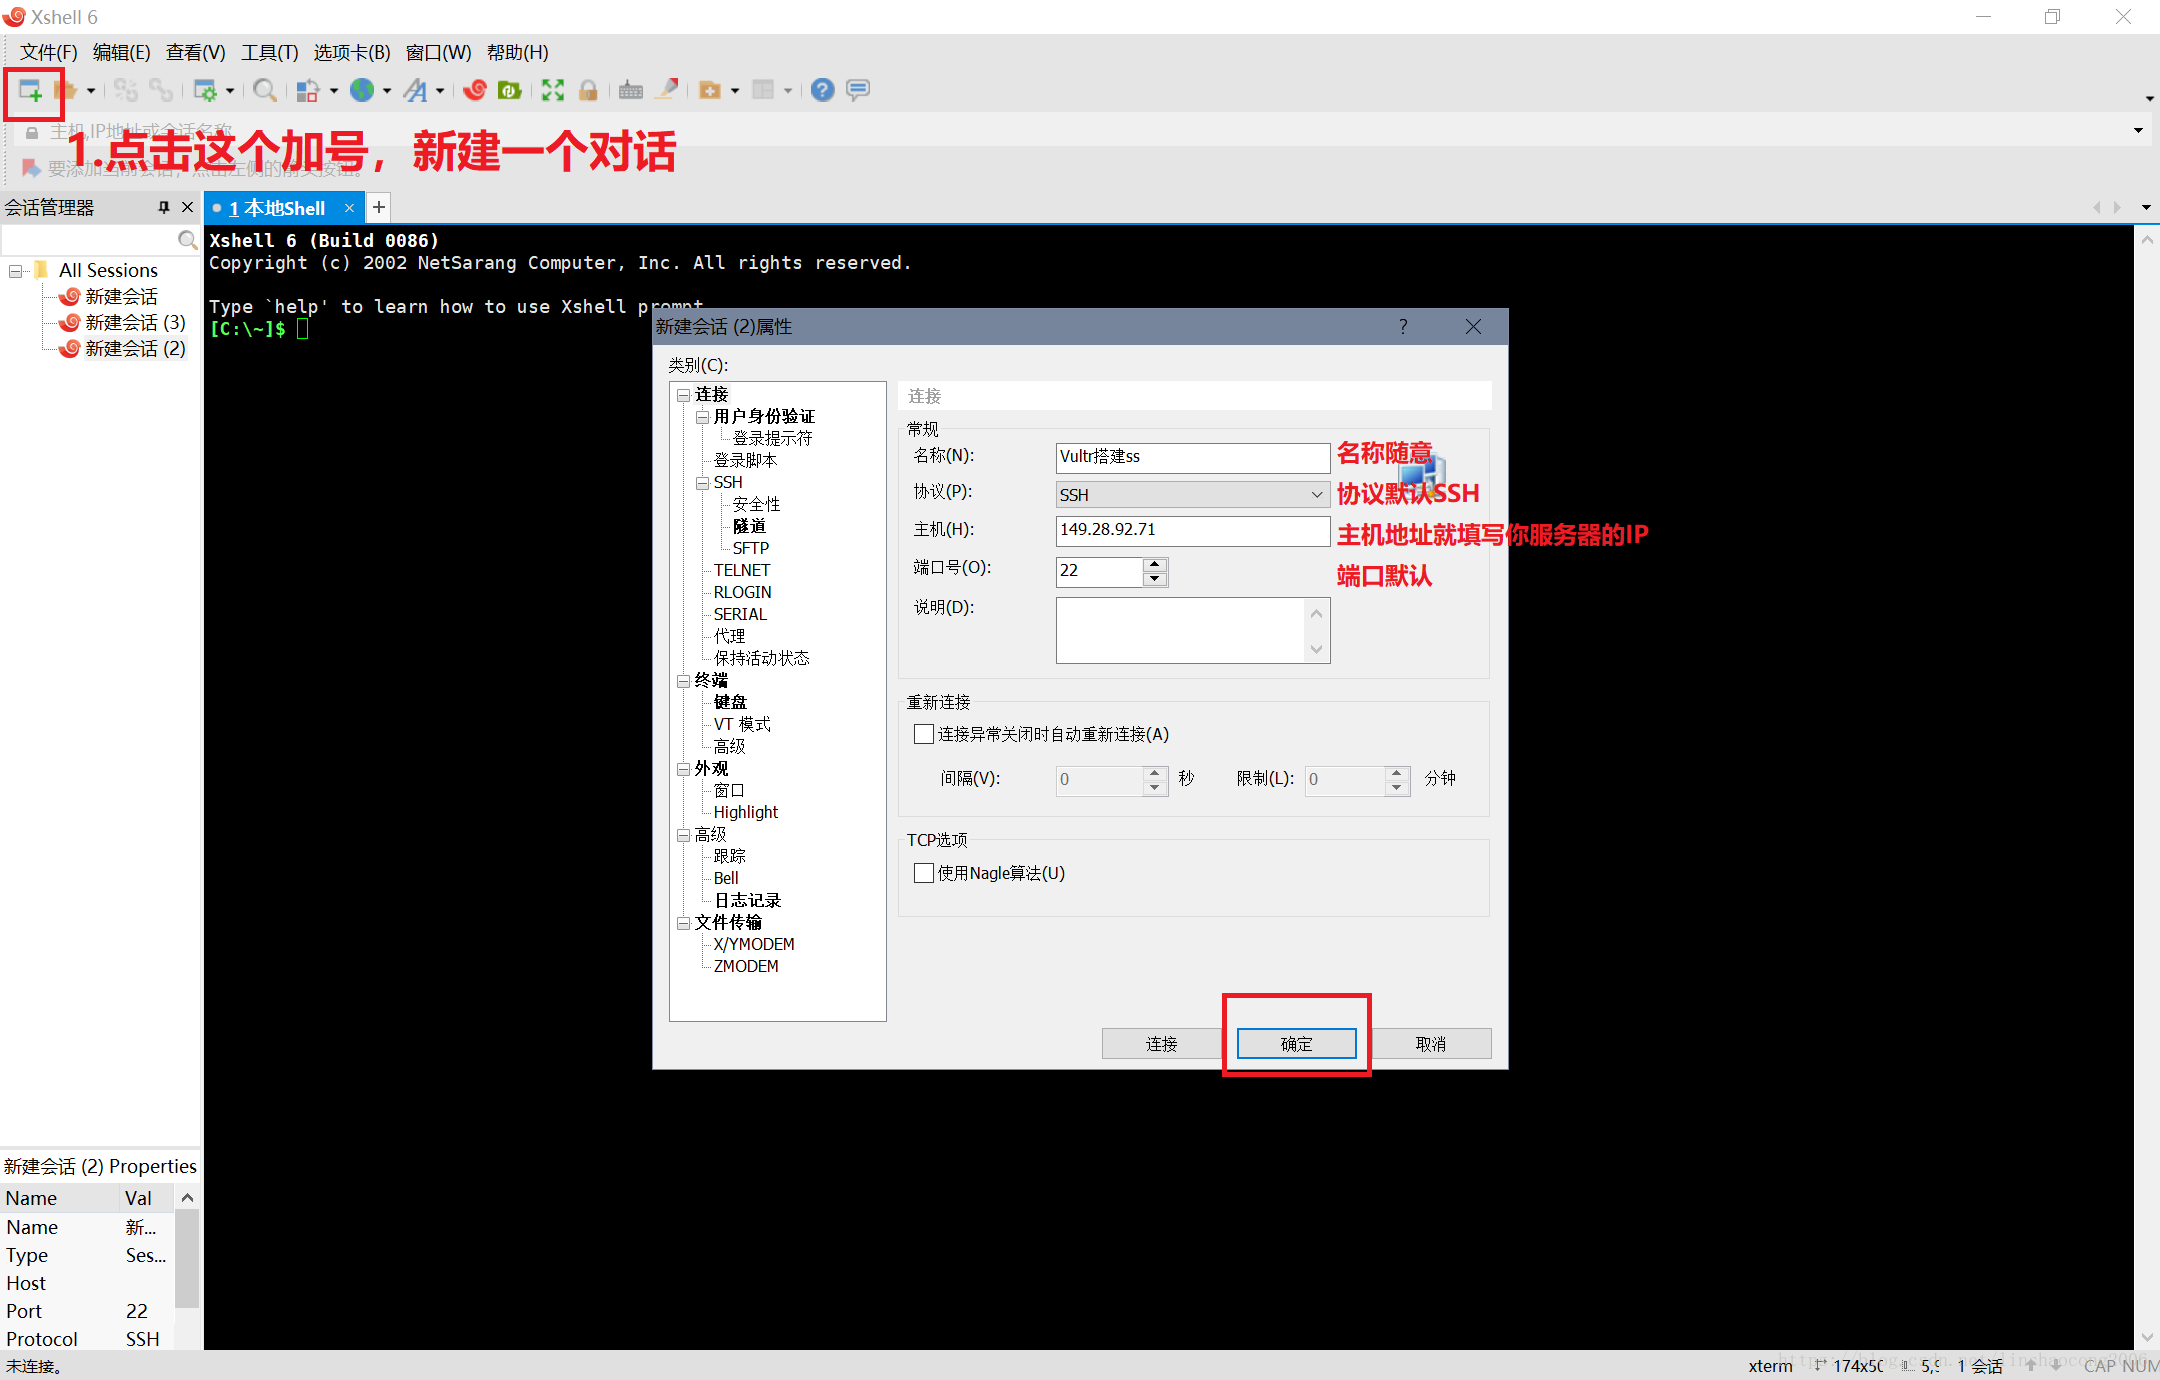 Xshell 6
文件(F) 编辑(E) 查看(V) 工具(T) 选项卡(B) 窗口(W) 帮助(H)
主机,IP地址或会话名称
1.点击这个加号，新建一个对话
要添加当前会话，点击左侧的箭头按钮。
会话管理器
1 本地Shell
All Sessions
新建会话
新建会话 (3)
新建会话 (2)
Xshell 6 (Build 0086)
Copyright (c) 2002 NetSarang Computer, Inc. All rights reserved.
Type `help' to learn how to use Xshell prompt
[C:\~]$
新建会话 (2)属性
?
类别(C):
连接
用户身份验证
登录提示符
登录脚本
SSH
安全性
隧道
SFTP
TELNET
RLOGIN
SERIAL
代理
保持活动状态
终端
键盘
VT 模式
高级
外观
窗口
Highlight
高级
跟踪
Bell
日志记录
文件传输
X/YMODEM
ZMODEM
连接
常规
名称(N): Vultr搭建ss 名称随意
协议(P): SSH 协议默认SSH
主机(H): 149.28.92.71 主机地址就填写你服务器的IP
端口号(O): 22 端口默认
说明(D):
重新连接
连接异常关闭时自动重新连接(A)
间隔(V): 0 秒 限制(L): 0 分钟
TCP选项
使用Nagle算法(U)
连接 确定 取消
新建会话 (2) Properties
Name Val
Name 新...
Type Ses...
Host
Port 22
Protocol SSH
未连接。
xterm 174x50 5,5 1 会话 CAP NUM